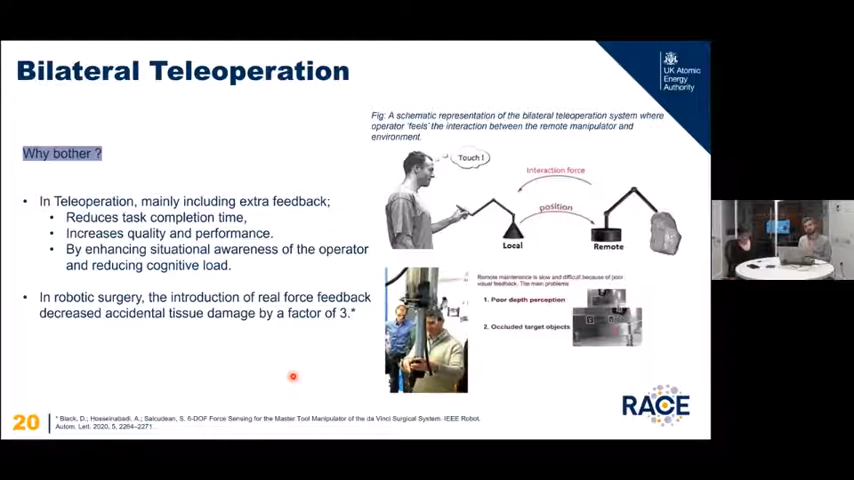 Bilateral Teleoperation
UK Atomic
Energy
Authority
Why bother ?
• In Teleoperation, mainly including extra feedback;
• Reduces task completion time,
• Increases quality and performance.
• By enhancing situational awareness of the operator
and reducing cognitive load.
• In robotic surgery, the introduction of real force feedback
decreased accidental tissue damage by a factor of 3.*
Fig: A schematic representation of the bilateral teleoperation system where
operator 'feels' the interaction between the remote manipulator and
environment.
Touch !
Interaction force
position
Local
Remote
Remote maintenance is slow and difficult because of poor
visual feedback. The main problems:
1. Poor depth perception
2. Occluded target objects
RACE
20
* Black, D.; Hosseinabadi, A.; Salcudean, S. 6-DOF Force Sensing for the Master Tool Manipulator of the da Vinci Surgical System. IEEE Robot.
Autom. Lett. 2020, 5, 2264–2271.